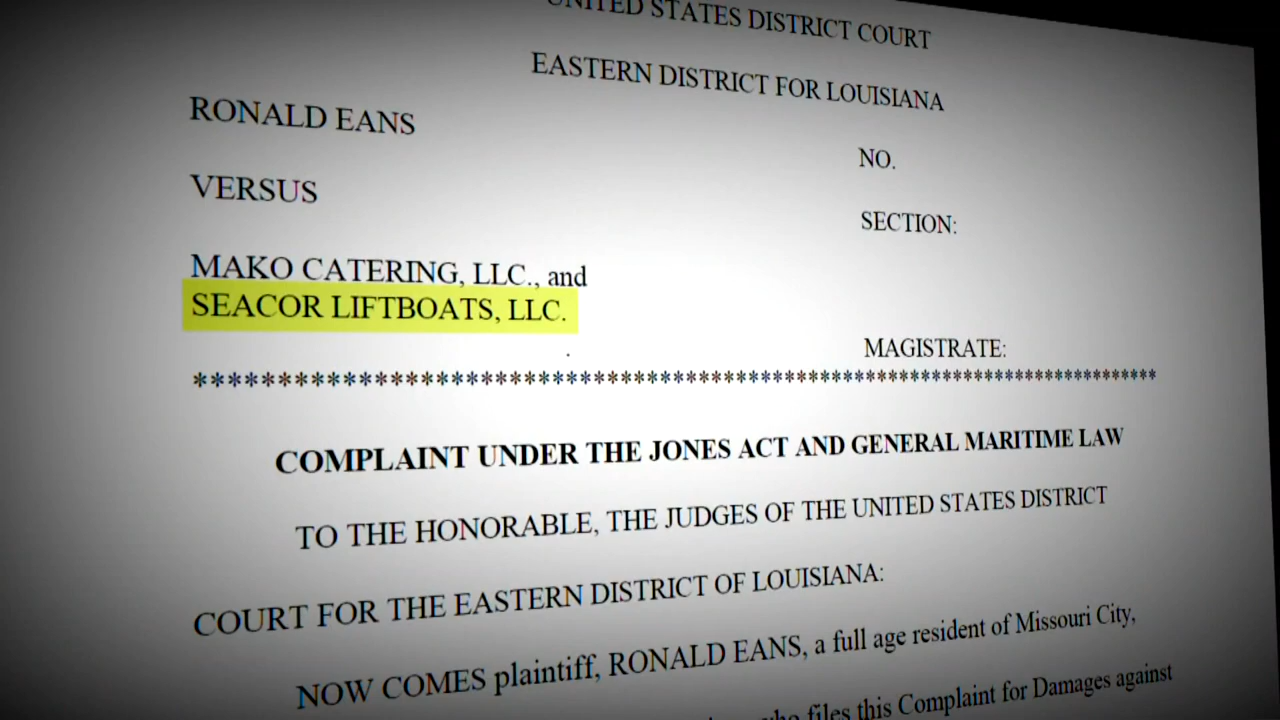 UNITED STATES DISTRICT COURT
EASTERN DISTRICT FOR LOUISIANA
RONALD EANS
NO.
VERSUS
SECTION:
MAKO CATERING, LLC., and
SEACOR LIFTBOATS, LLC.
MAGISTRATE:
**********************************************************************
COMPLAINT UNDER THE JONES ACT AND GENERAL MARITIME LAW
TO THE HONORABLE, THE JUDGES OF THE UNITED STATES DISTRICT
COURT FOR THE EASTERN DISTRICT OF LOUISIANA:
NOW COMES plaintiff, RONALD EANS, a full age resident of Missouri City,
who files this Complaint for Damages against